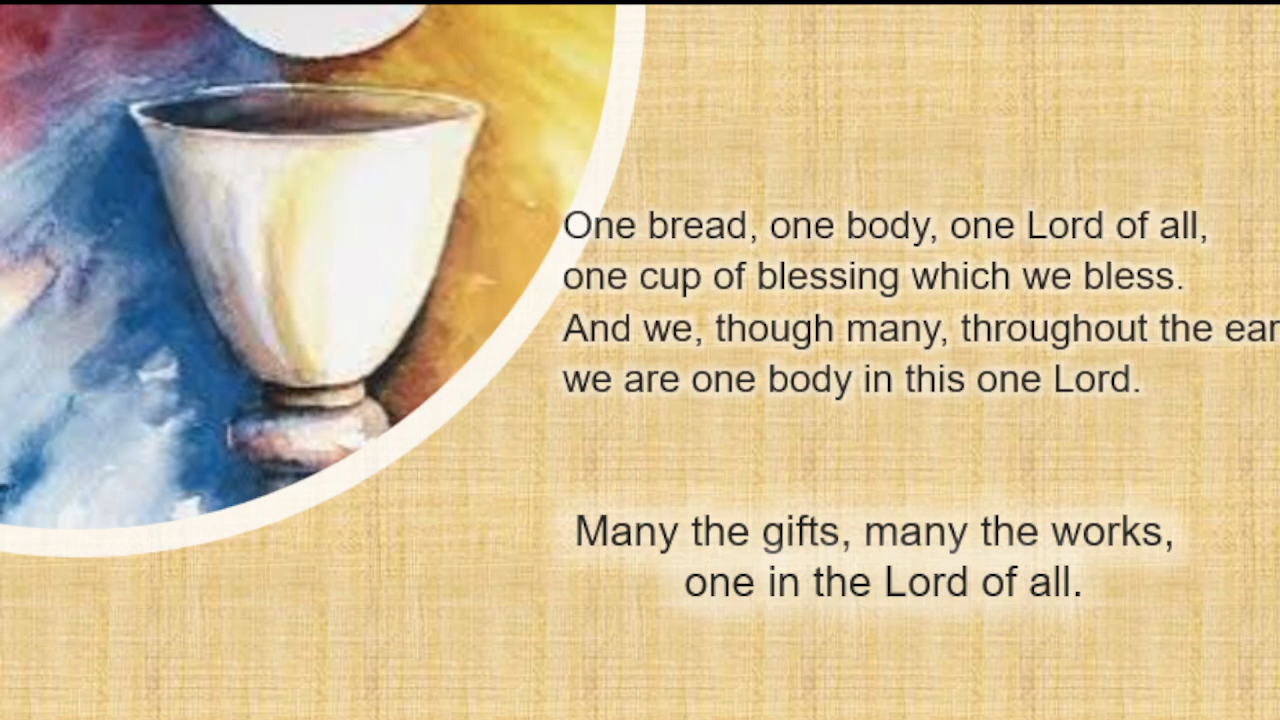 One bread, one body, one Lord of all,
one cup of blessing which we bless.
And we, though many, throughout the ear
we are one body in this one Lord.
Many the gifts, many the works,
one in the Lord of all.